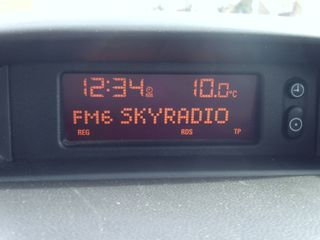 12:34 10.0°C
FM6 SKYRADIO
REG RDS TP